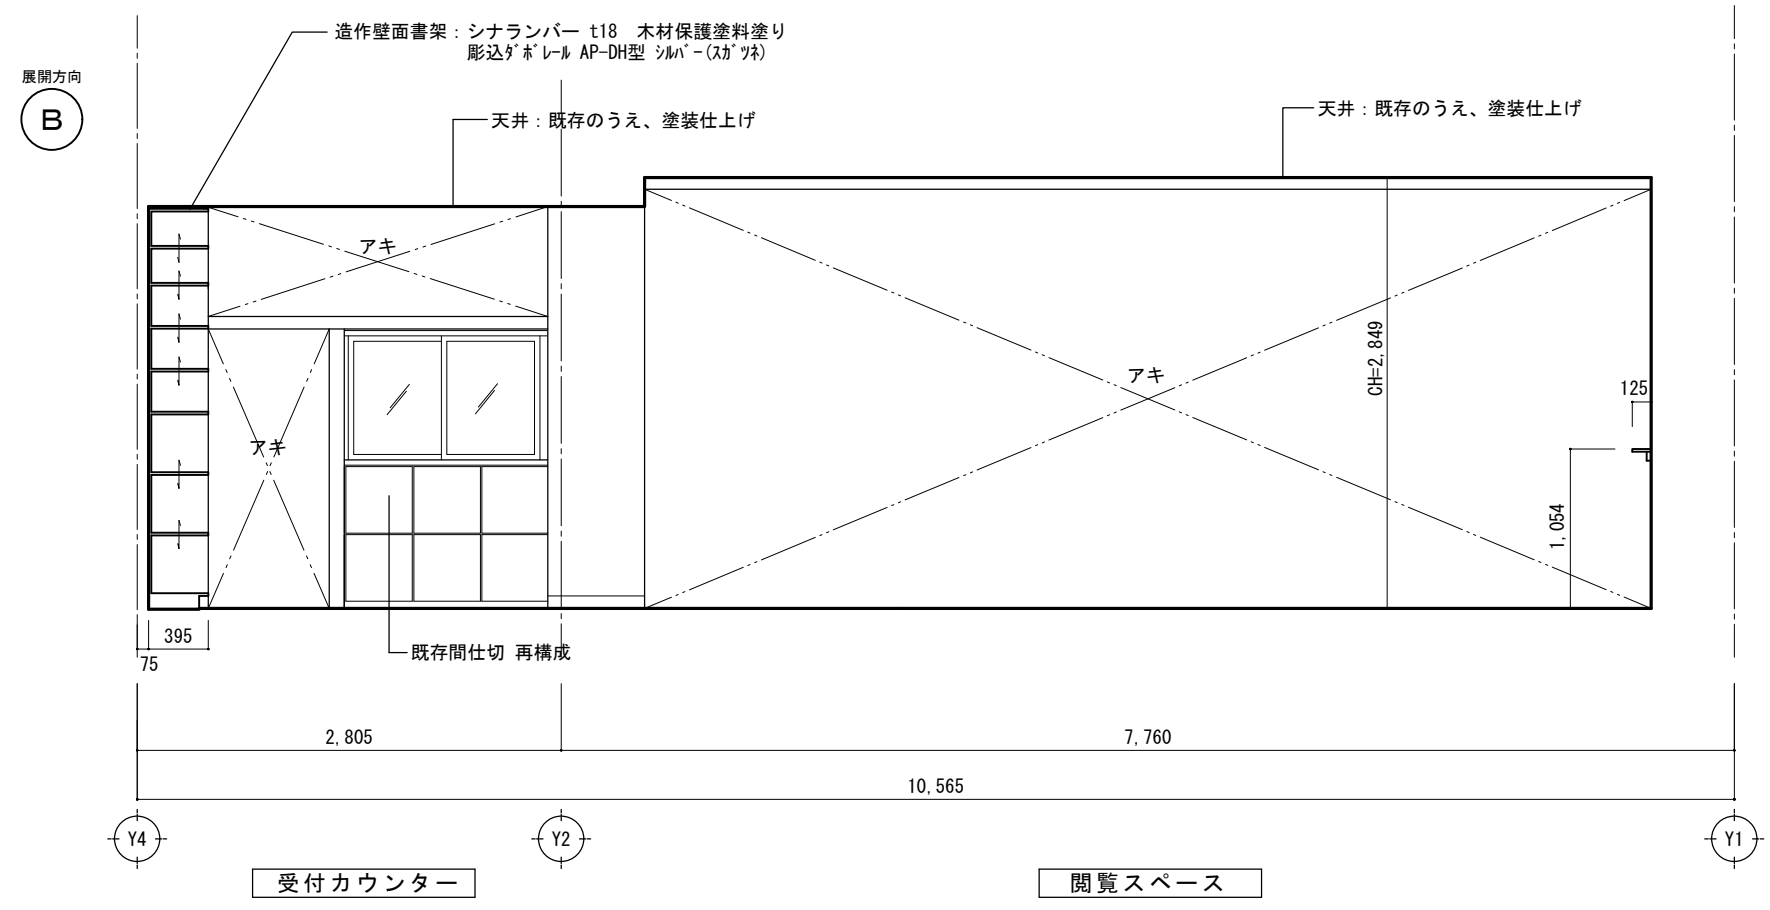 造作壁面書架：シナランバー t18　木材保護塗料塗り
彫込ﾀﾞﾎﾞﾚｰﾙ AP-DH型 ｼﾙﾊﾞｰ(ｽｶﾞﾂﾈ)
展開方向
B
天井：既存のうえ、塗装仕上げ
天井：既存のうえ、塗装仕上げ
アキ
アキ
アキ
CH=2,849
125
1,054
395
75
既存間仕切 再構成
2,805
7,760
10,565
Y4
Y2
Y1
受付カウンター
閲覧スペース